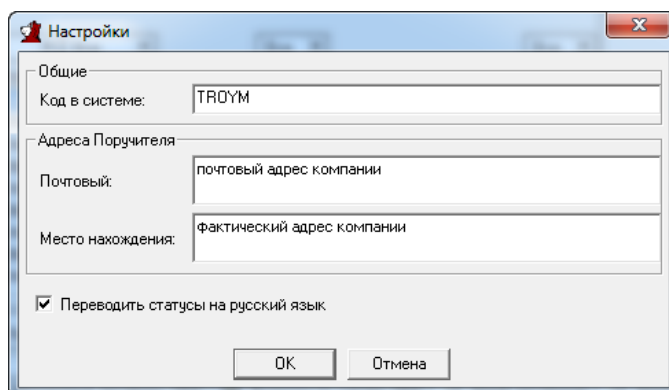 Настройки
Общие
Код в системе:
TROYM
Адреса Поручителя
Почтовый:
почтовый адрес компании
Место нахождения:
фактический адрес компании
Переводить статусы на русский язык
OK
Отмена